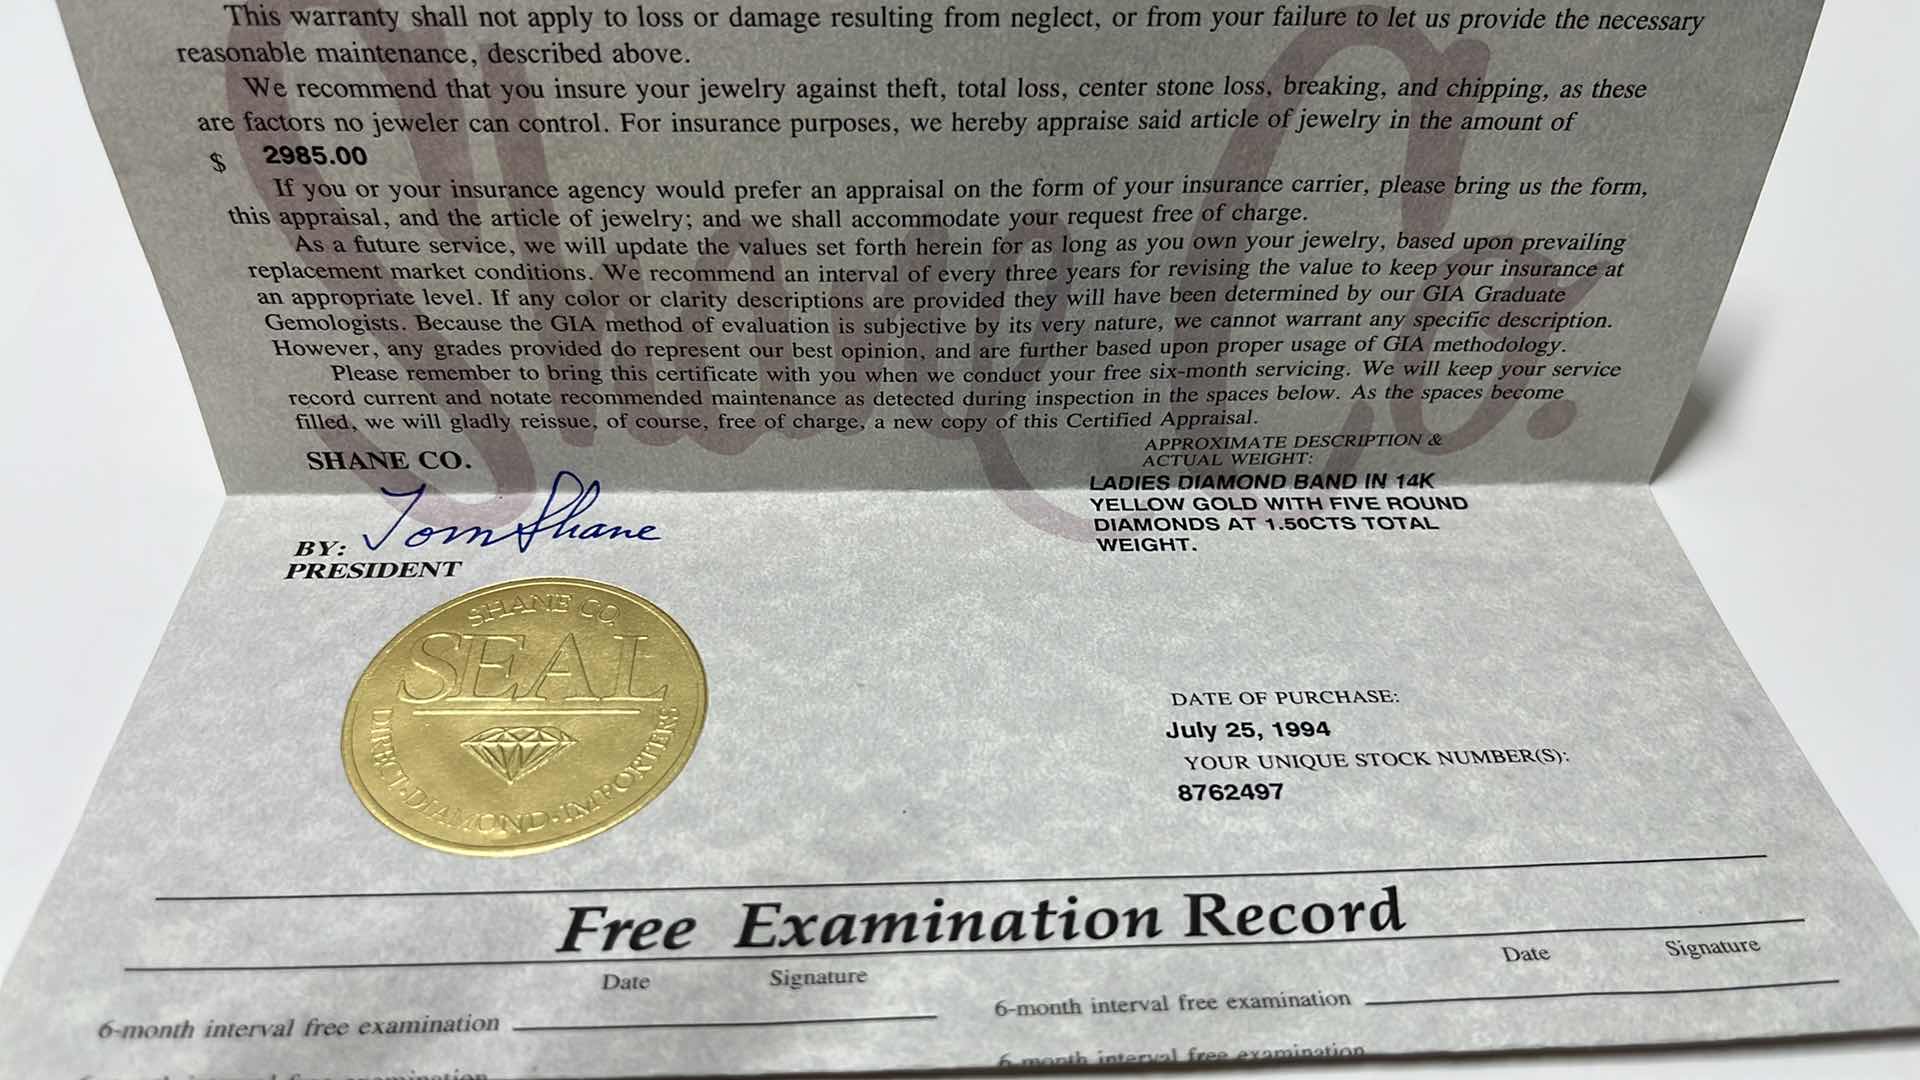 This warranty shall not apply to loss or damage resulting from neglect, or from your failure to let us provide the necessary
reasonable maintenance, described above.
We recommend that you insure your jewelry against theft, total loss, center stone loss, breaking, and chipping, as these
are factors no jeweler can control. For insurance purposes, we hereby appraise said article of jewelry in the amount of
$ 2985.00
If you or your insurance agency would prefer an appraisal on the form of your insurance carrier, please bring us the form,
this appraisal, and the article of jewelry; and we shall accommodate your request free of charge.
As a future service, we will update the values set forth herein for as long as you own your jewelry, based upon prevailing
replacement market conditions. We recommend an interval of every three years for revising the value to keep your insurance at
an appropriate level. If any color or clarity descriptions are provided they will have been determined by our GIA Graduate
Gemologists. Because the GIA method of evaluation is subjective by its very nature, we cannot warrant any specific description.
However, any grades provided do represent our best opinion, and are further based upon proper usage of GIA methodology.
Please remember to bring this certificate with you when we conduct your free six-month servicing. We will keep your service
record current and notate recommended maintenance as detected during inspection in the spaces below. As the spaces become
filled, we will gladly reissue, of course, free of charge, a new copy of this Certified Appraisal.
Shane Co.
SHANE CO.
BY: Tom Shane
PRESIDENT
APPROXIMATE DESCRIPTION &
ACTUAL WEIGHT:
LADIES DIAMOND BAND IN 14K
YELLOW GOLD WITH FIVE ROUND
DIAMONDS AT 1.50CTS TOTAL
WEIGHT.
SHANE CO.
SEAL
DIRECT·DIAMOND·IMPORTERS
DATE OF PURCHASE:
July 25, 1994
YOUR UNIQUE STOCK NUMBER(S):
8762497
Free Examination Record
Date Signature
Date Signature
6-month interval free examination
6-month interval free examination
6-month interval free examination